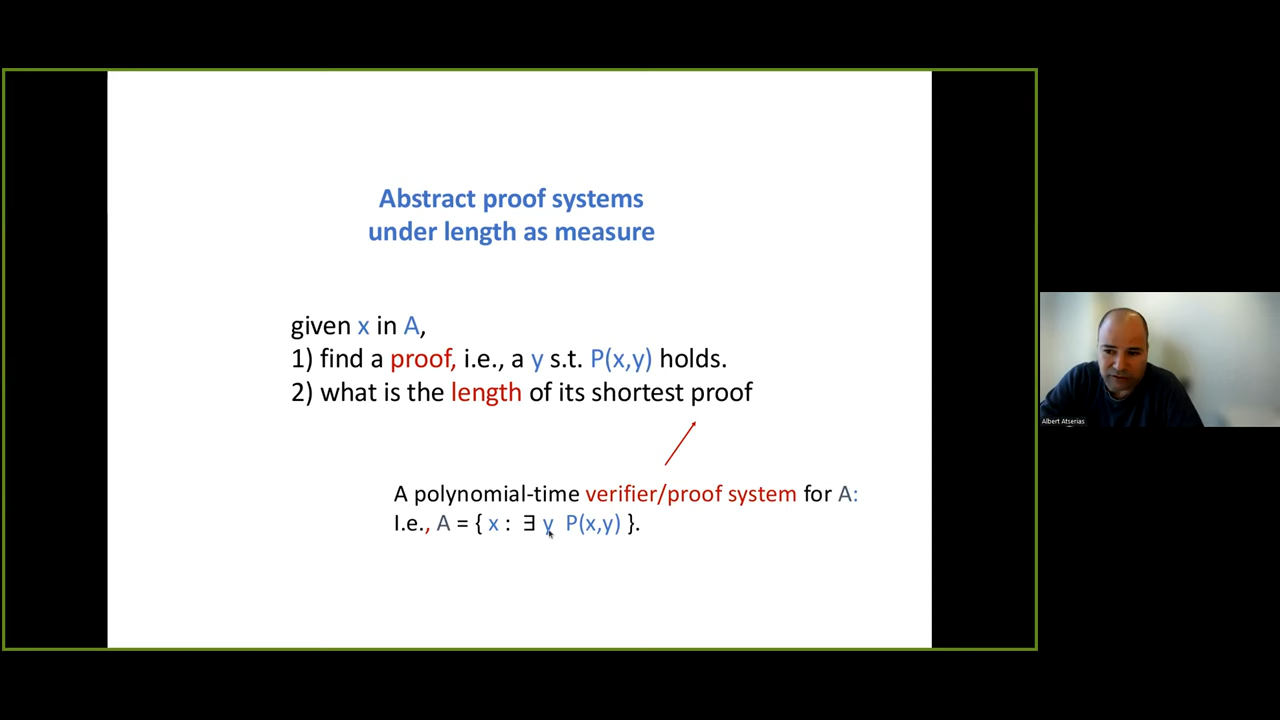 Abstract proof systems
under length as measure
given x in A,
1) find a proof, i.e., a y s.t. P(x,y) holds.
2) what is the length of its shortest proof
A polynomial-time verifier/proof system for A:
I.e., A = { x : ∃ y P(x,y) }.
Albert Atserias